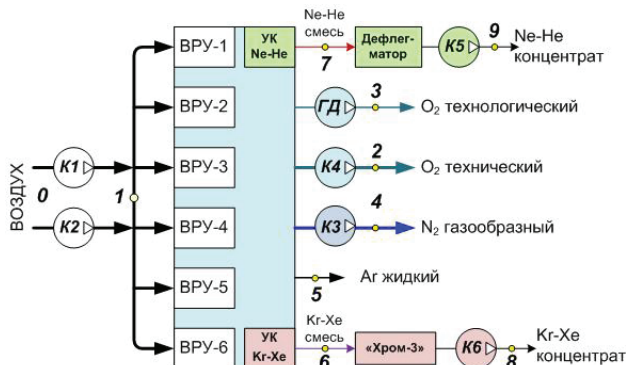 Ne-He
смесь
9
Ne-He
концентрат
ВРУ-1
УК
Ne-He
7
Дефлег-
матор
К5
ВРУ-2
ГД
3
O₂ технологический
ВОЗДУХ
0
К1
1
ВРУ-3
К4
2
O₂ технический
К2
ВРУ-4
К3
4
N₂ газообразный
ВРУ-5
5
Ar жидкий
ВРУ-6
УК
Kr-Xe
Kr-Xe
смесь
6
«Хром-3»
К6
8
Kr-Xe
концентрат